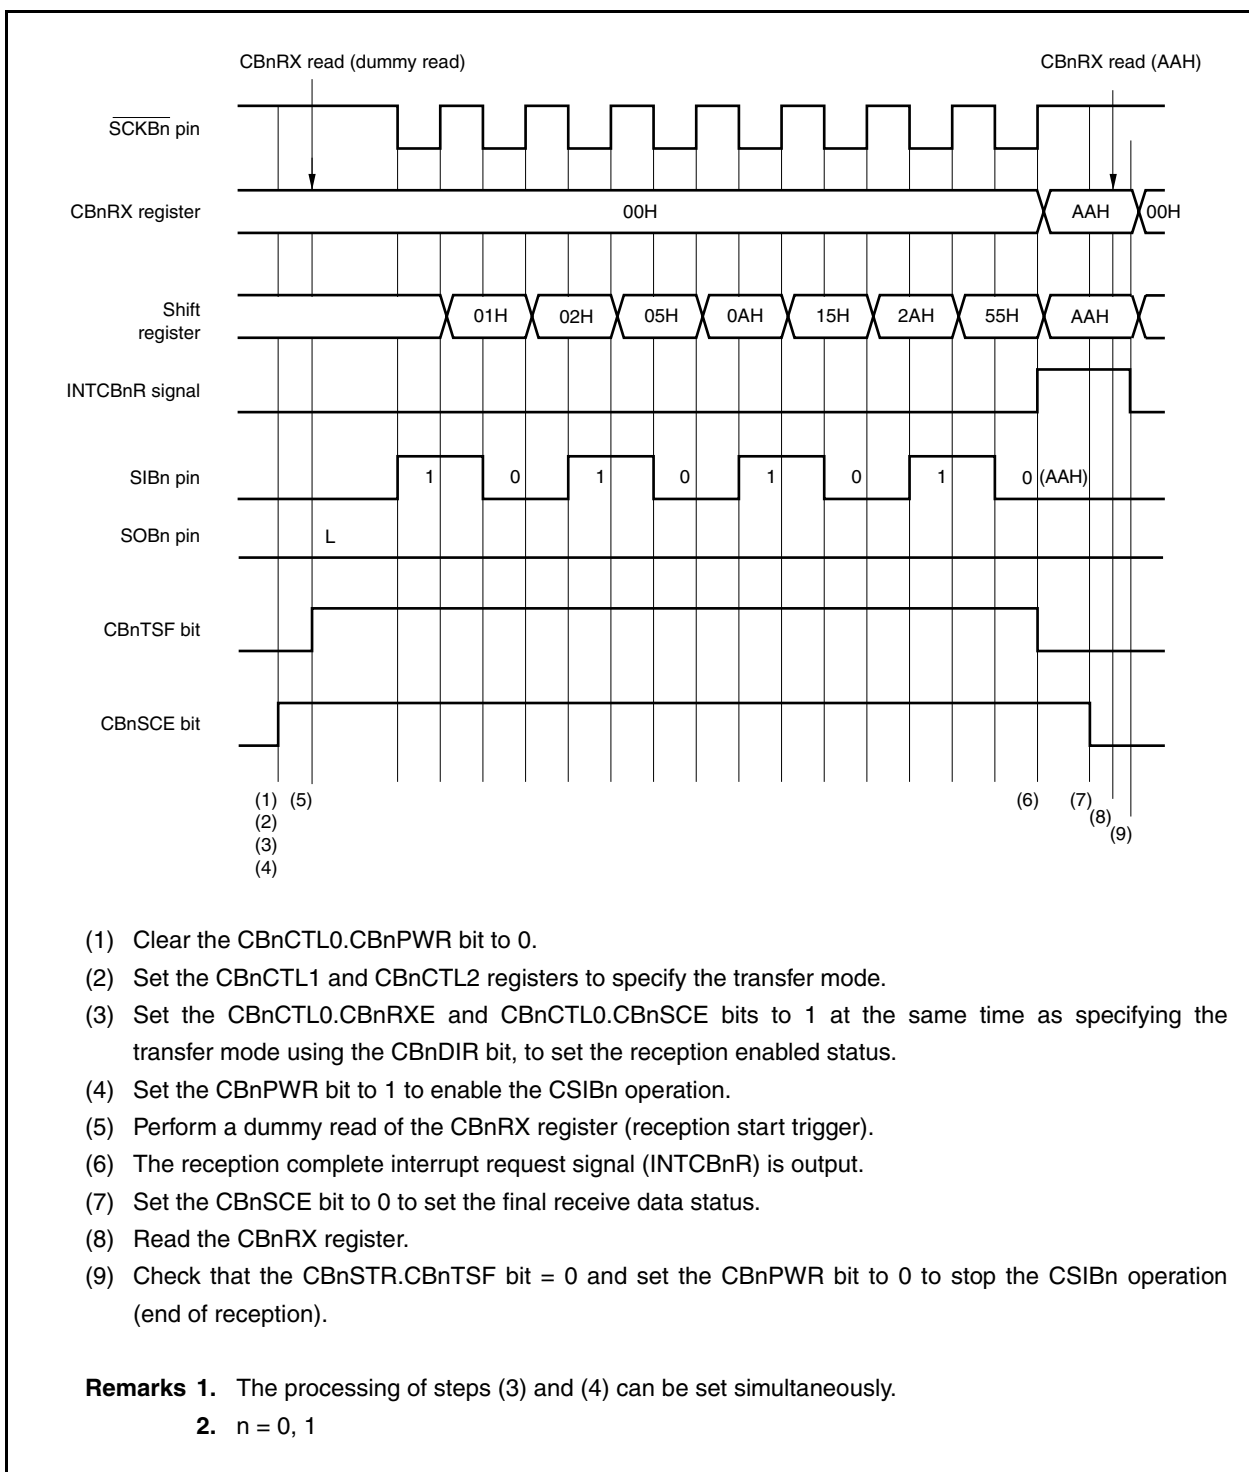 CBnRX read (dummy read) CBnRX read (AAH)
SCKBn pin
CBnRX register 00H AAH 00H
Shift register 01H 02H 05H 0AH 15H 2AH 55H AAH
INTCBnR signal
SIBn pin 1 0 1 0 1 0 1 0 (AAH)
SOBn pin L
CBnTSF bit
CBnSCE bit
(1) (5) (6) (7)
(2) (8)
(3) (9)
(4)
(1) Clear the CBnCTL0.CBnPWR bit to 0.
(2) Set the CBnCTL1 and CBnCTL2 registers to specify the transfer mode.
(3) Set the CBnCTL0.CBnRXE and CBnCTL0.CBnSCE bits to 1 at the same time as specifying the
transfer mode using the CBnDIR bit, to set the reception enabled status.
(4) Set the CBnPWR bit to 1 to enable the CSIBn operation.
(5) Perform a dummy read of the CBnRX register (reception start trigger).
(6) The reception complete interrupt request signal (INTCBnR) is output.
(7) Set the CBnSCE bit to 0 to set the final receive data status.
(8) Read the CBnRX register.
(9) Check that the CBnSTR.CBnTSF bit = 0 and set the CBnPWR bit to 0 to stop the CSIBn operation
(end of reception).
Remarks 1. The processing of steps (3) and (4) can be set simultaneously.
2. n = 0, 1